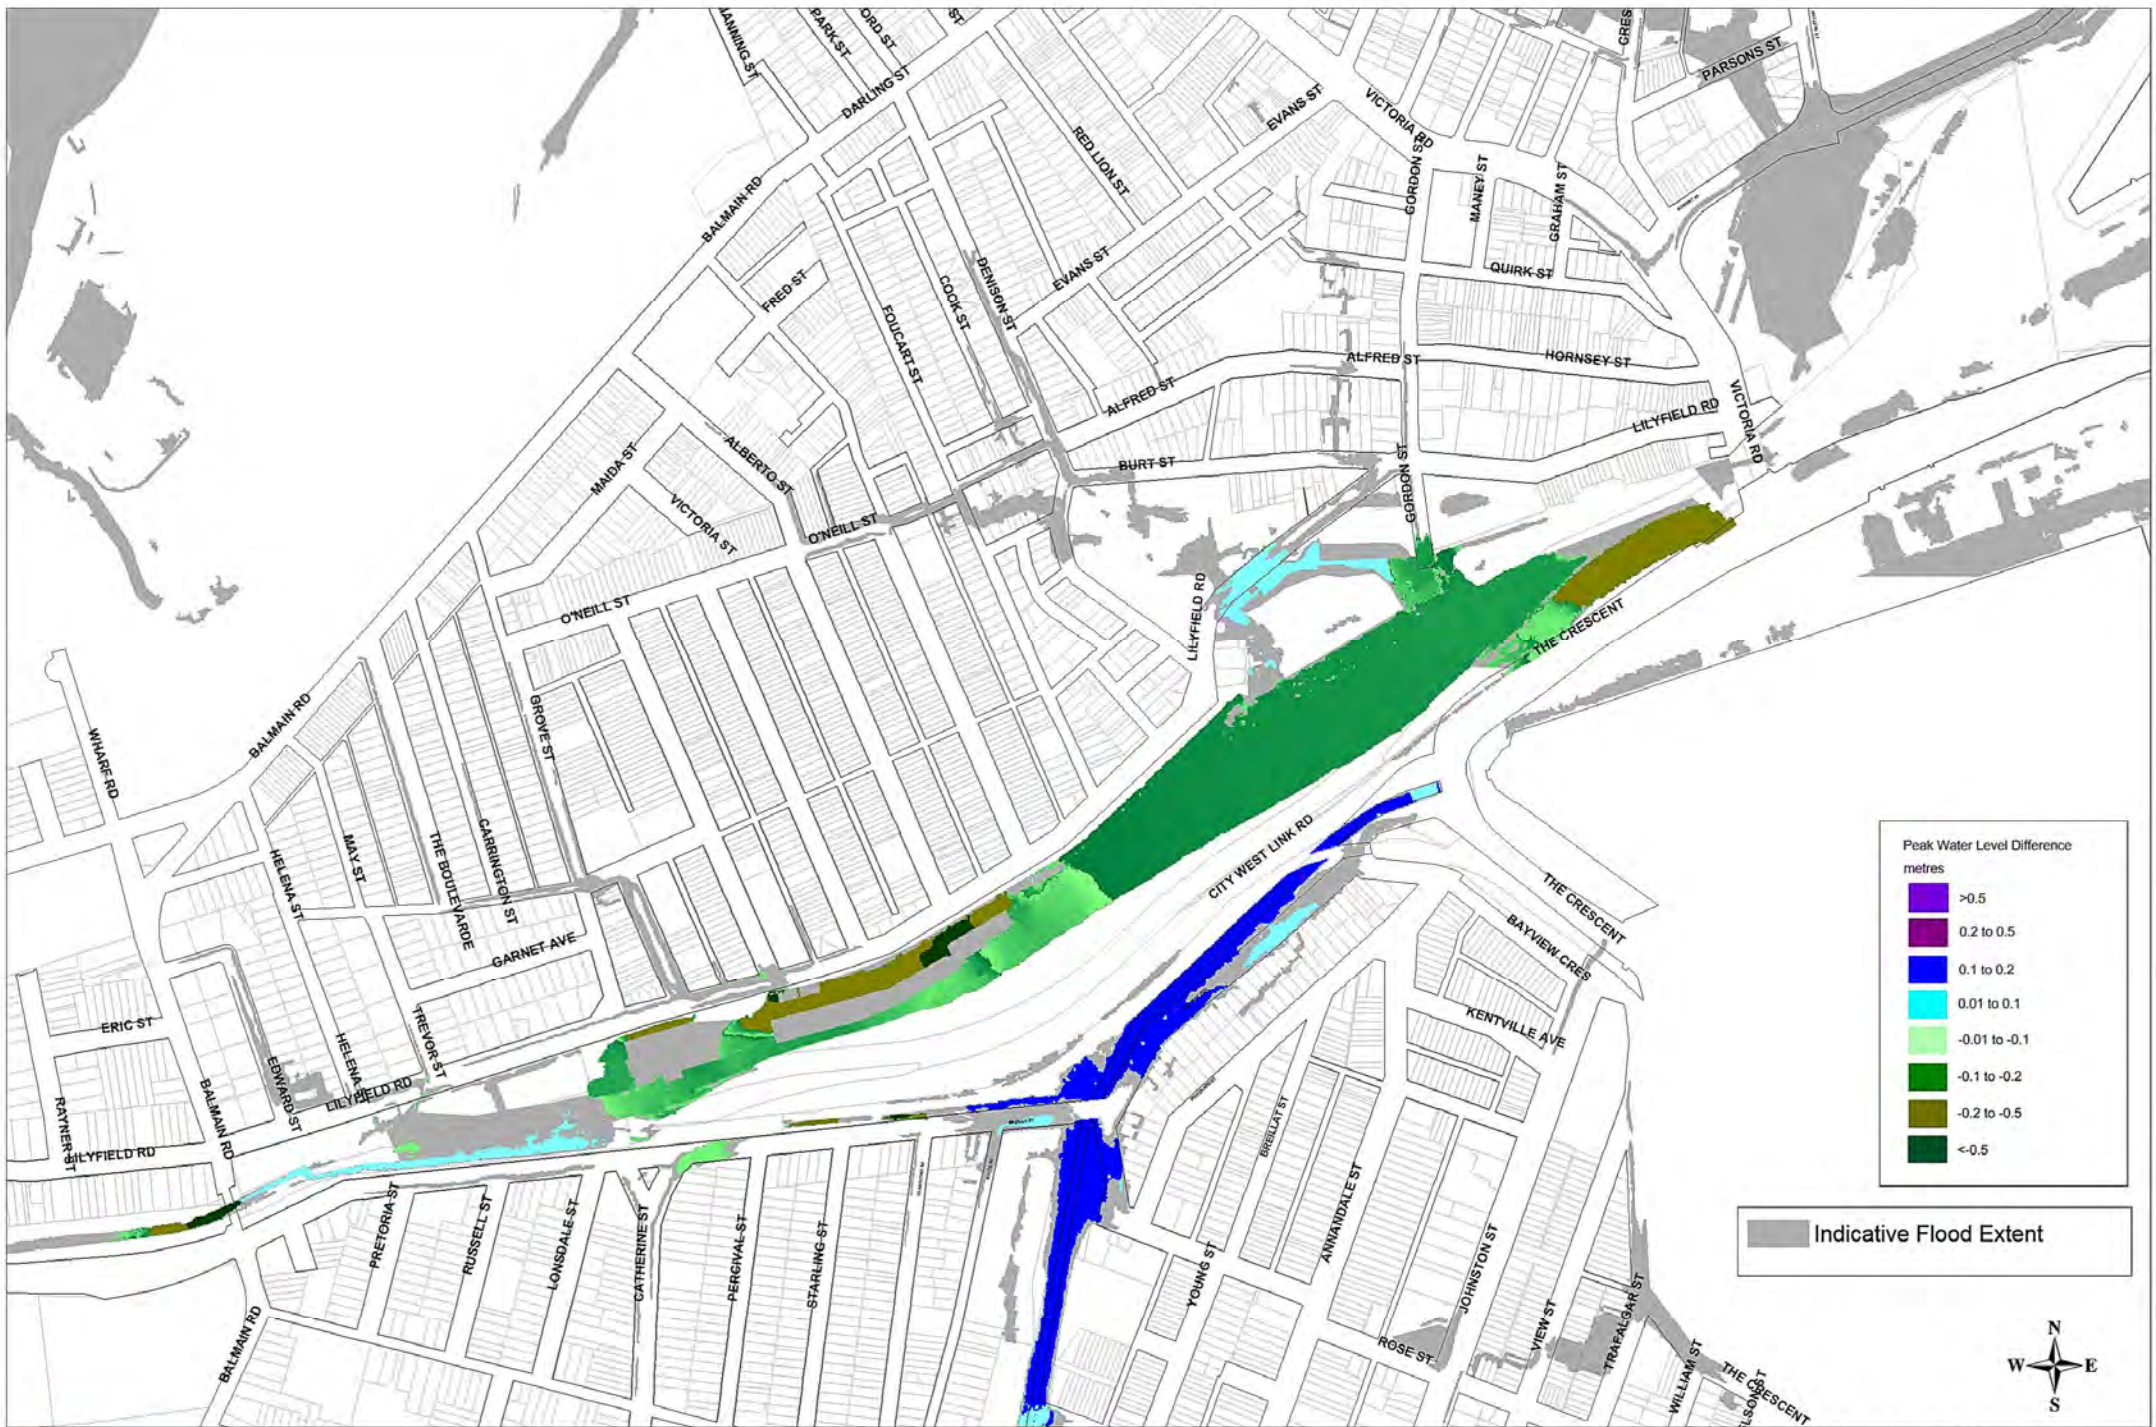 PARK ST
ORD ST
CRES
PARSONS ST
DARLING ST
EVANS ST
VICTORIA RD
RED LION ST
GORDON ST
MANEY ST
GRAHAM ST
BALMAIN RD
FRED ST
COOK ST
DENISON ST
EVANS ST
QUIRK ST
FOUCART ST
ALFRED ST
HORNSEY ST
ALFRED ST
LILYFIELD RD
VICTORIA RD
MAIDA ST
ALBERTO ST
BURT ST
GORDON ST
VICTORIA ST
O'NEILL ST
O'NEILL ST
LILYFIELD RD
THE CRESCENT
BALMAIN RD
GROVE ST
WHARF RD
CITY WEST LINK RD
HELENA ST
MAY ST
THE BOULEVARDE
CARRINGTON ST
GARNET AVE
THE CRESCENT
BAYVIEW CRES
KENTVILLE AVE
ERIC ST
TREVOR ST
HELENA ST
EDWARD ST
LILYFIELD RD
RAYNER ST
LILYFIELD RD
BALMAIN RD
BREILLAT ST
PRETORIA ST
RUSSELL ST
LONSDALE ST
CATHERINE ST
PERCIVAL ST
STARLING ST
YOUNG ST
ANNANDALE ST
JOHNSTON ST
BALMAIN RD
ROSE ST
VIEW ST
TRAFALGAR ST
WILLIAM ST
THE CRESCENT
Peak Water Level Difference
metres
>0.5
0.2 to 0.5
0.1 to 0.2
0.01 to 0.1
-0.01 to -0.1
-0.1 to -0.2
-0.2 to -0.5
<-0.5
Indicative Flood Extent
N
W E
S